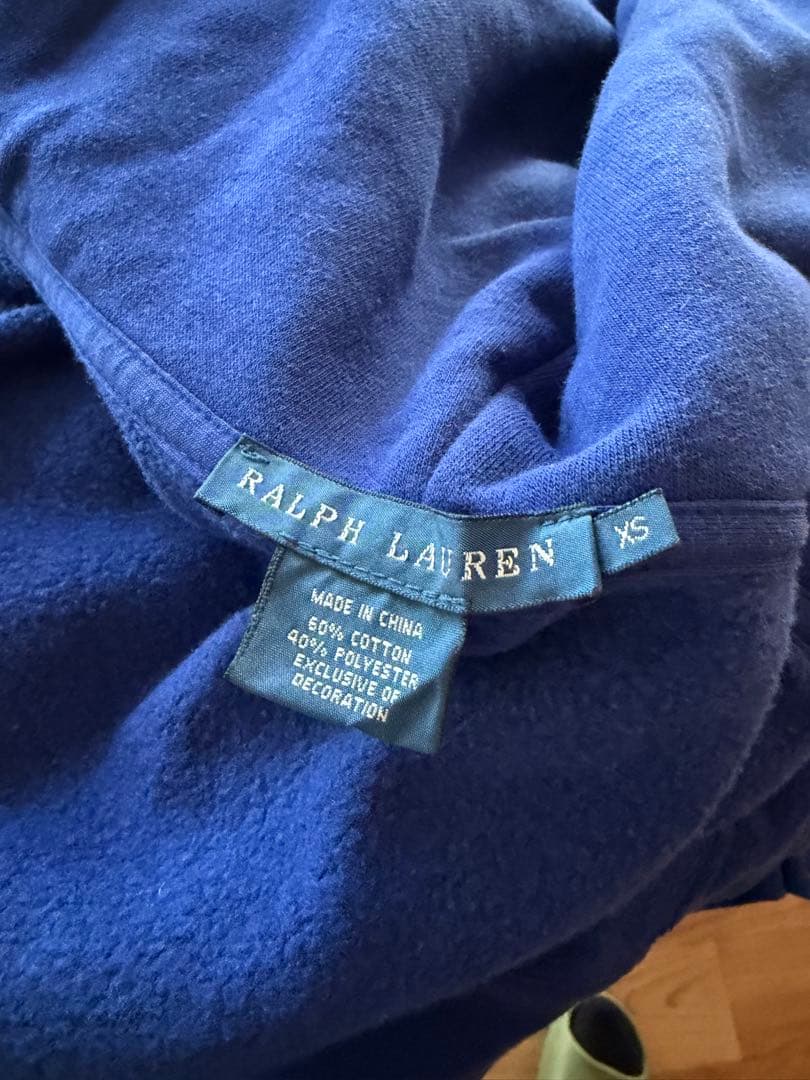 RALPH LAUREN
XS
MADE IN CHINA
60% COTTON
40% POLYESTER
EXCLUSIVE OF
DECORATION